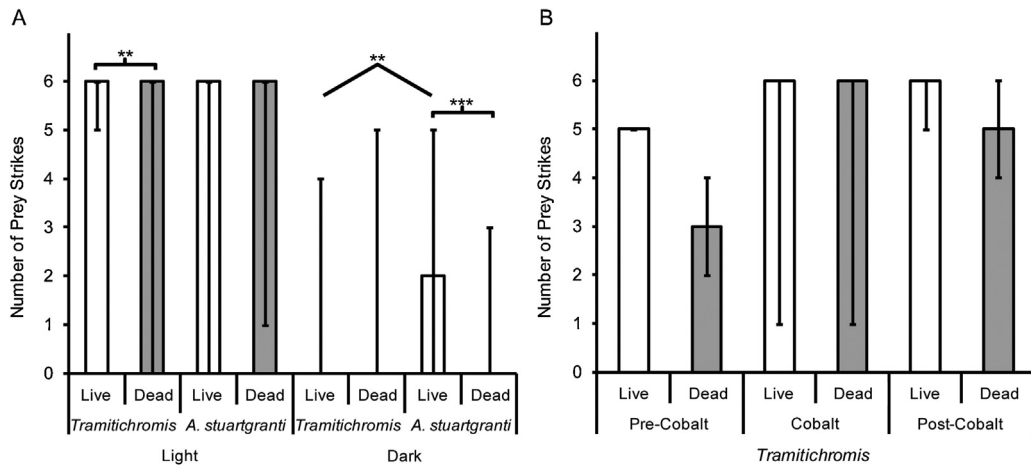 A
Number of Prey Strikes
6
5
4
3
2
1
0
**
**
***
Live Dead Live Dead Live Dead Live Dead
Tramitichromis A. stuartgranti Tramitichromis A. stuartgranti
Light Dark
B
Number of Prey Strikes
6
5
4
3
2
1
0
Live Dead Live Dead Live Dead
Pre-Cobalt Cobalt Post-Cobalt
Tramitichromis